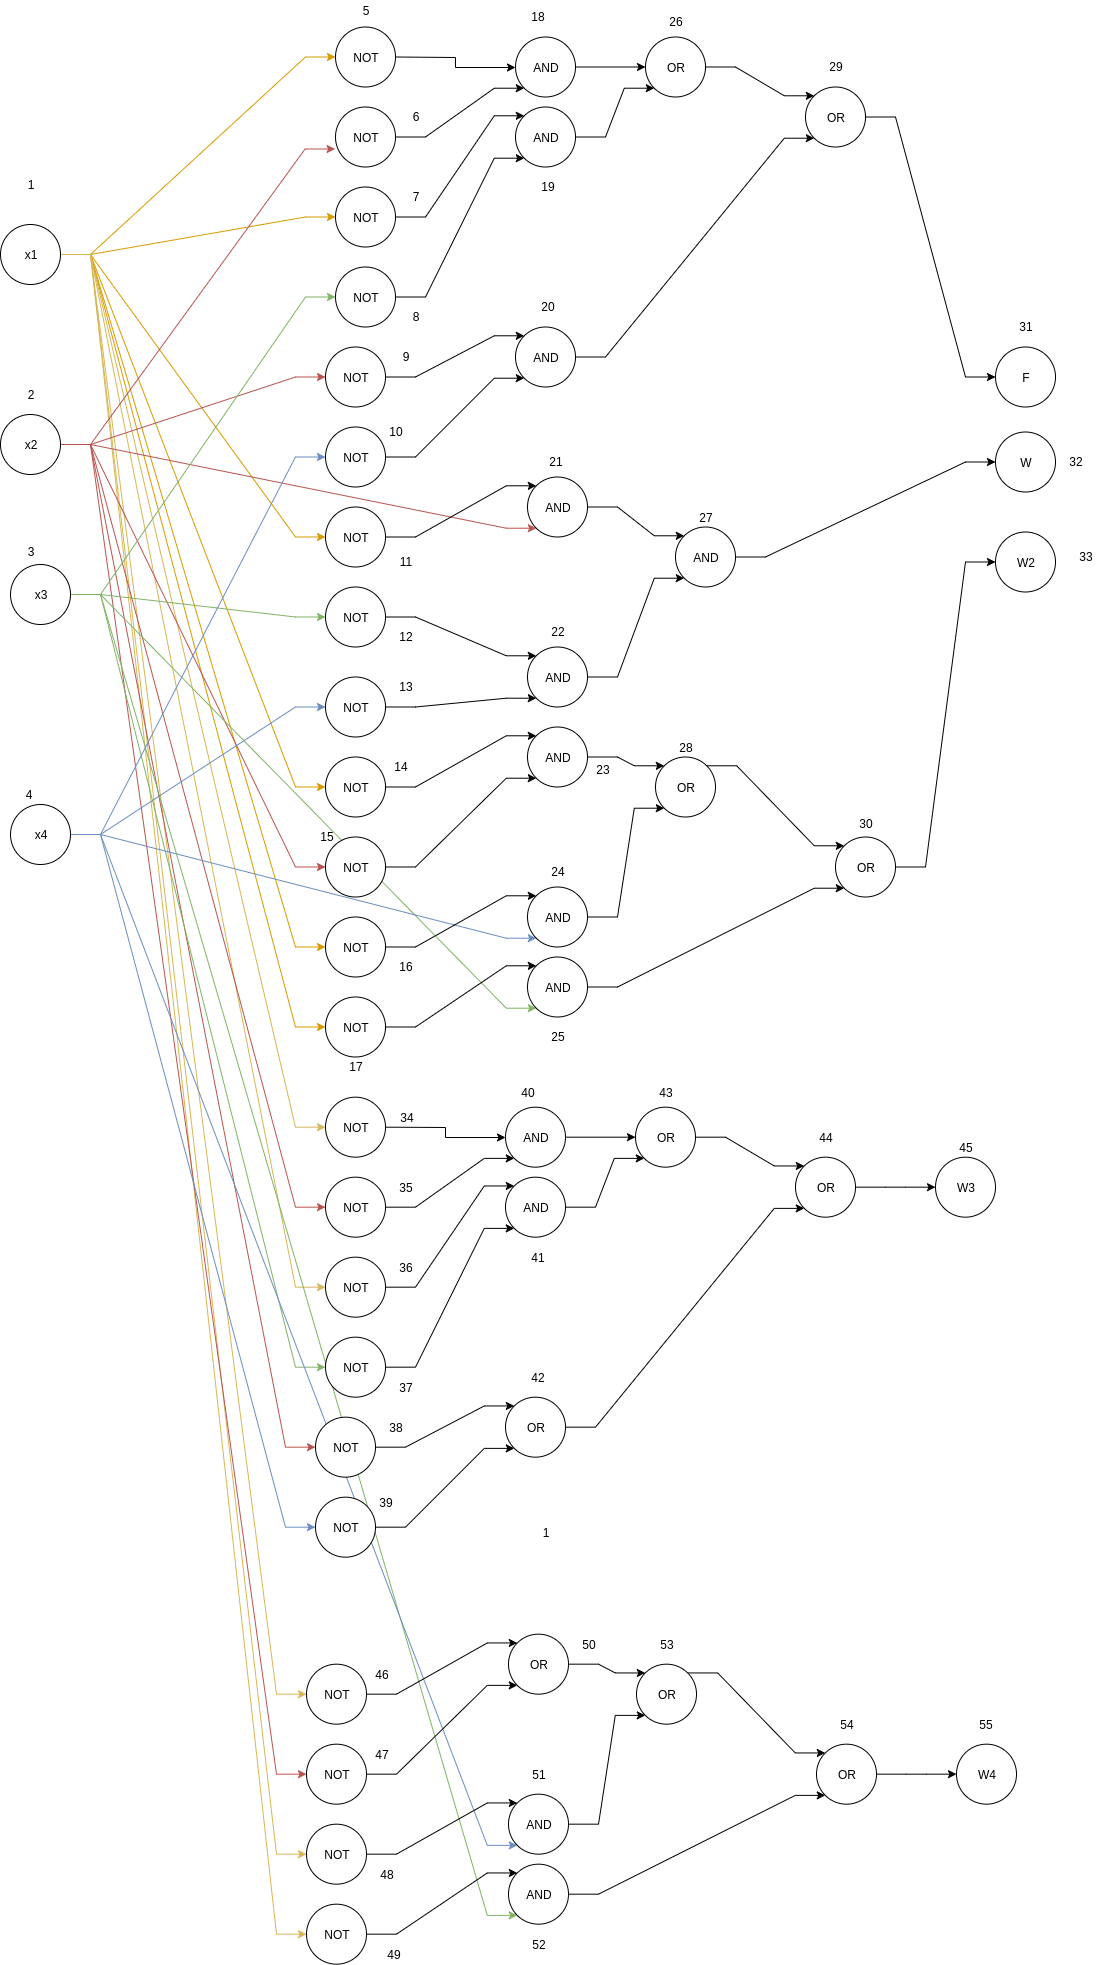 5
18
26
NOT
AND
OR
29
6
NOT
AND
OR
1
7
19
NOT
x1
8
NOT
20
31
9
AND
2
NOT
F
x2
10
NOT
21
W
32
11
NOT
AND
27
3
AND
W2
33
x3
12
NOT
22
13
AND
NOT
4
14
AND
23
28
NOT
OR
x4
15
NOT
24
30
OR
16
NOT
AND
17
NOT
AND
25
34
NOT
40
43
AND
OR
44
45
35
NOT
AND
OR
W3
36
NOT
41
37
NOT
42
38
NOT
OR
39
NOT
1
46
NOT
OR
50
53
OR
47
NOT
51
54
55
OR
W4
48
NOT
AND
49
NOT
AND
52